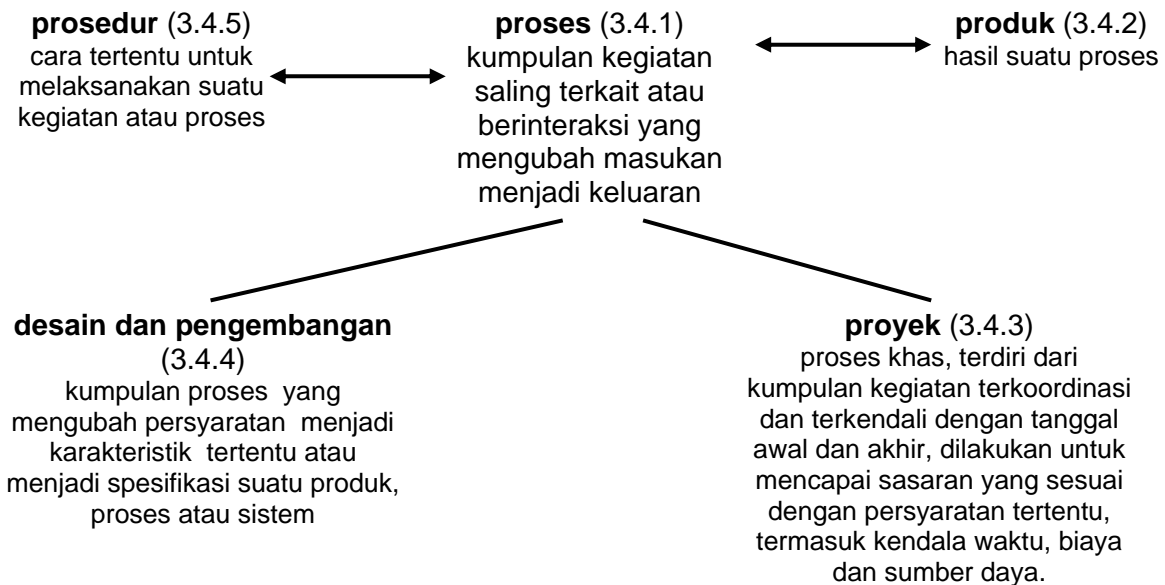 prosedur (3.4.5)
cara tertentu untuk
melaksanakan suatu
kegiatan atau proses
proses (3.4.1)
kumpulan kegiatan
saling terkait atau
berinteraksi yang
mengubah masukan
menjadi keluaran
produk (3.4.2)
hasil suatu proses
desain dan pengembangan
(3.4.4)
kumpulan proses yang
mengubah persyaratan menjadi
karakteristik tertentu atau
menjadi spesifikasi suatu produk,
proses atau sistem
proyek (3.4.3)
proses khas, terdiri dari
kumpulan kegiatan terkoordinasi
dan terkendali dengan tanggal
awal dan akhir, dilakukan untuk
mencapai sasaran yang sesuai
dengan persyaratan tertentu,
termasuk kendala waktu, biaya
dan sumber daya.